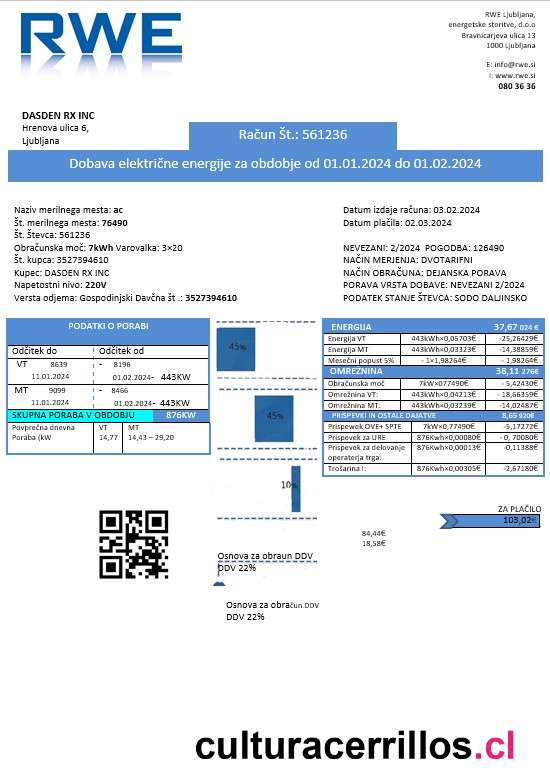 RWE
RWE Ljubljana,
energetske storitve, d.o.o
Bravnicarjeva ulica 13
1000 Ljubljana
E: info@rwe.si
I: www.rwe.si
080 36 36
DASDEN RX INC
Hrenova ulica 6,
Ljubljana
Račun Št.: 561236
Dobava električne energije za obdobje od 01.01.2024 do 01.02.2024
Naziv merilnega mesta: ac
Št. merilnega mesta: 76490
Št. Števca: 561236
Obračunska moč: 7kWh Varovalka: 3×20
Št. kupca: 3527394610
Kupec: DASDEN RX INC
Napetostni nivo: 220V
Versta odjema: Gospodinjski Davčna št .: 3527394610
Datum izdaje računa: 03.02.2024
Datum plačila: 02.03.2024
NEVEZANI: 2/2024 POGODBA: 126490
NAČIN MERJENJA: DVOTARIFNI
NAČIN OBRAČUNA: DEJANSKA PORAVA
PORAVA VRSTA DOBAVE: NEVEZANI 2/2024
PODATEK STANJE ŠTEVCA: SODO DALJINSKO
PODATKI O PORABI
Odčitek do Odčitek od
VT 8639 - 8196
11.01.2024 01.02.2024- 443KW
MT 9099 - 8466
11.01.2024 01.02.2024- 443KW
SKUPNA PORABA V OBDOBJU 876KW
Povprečna dnevna VT MT
Poraba (kW 14,77 14,43 – 29,20
45%
45%
10%
ENERGIJA 37,67 024 €
Energija VT 443kWh×0,05703€ -25,26429€
Energija MT 443kWh×0,03323€ -14,38859€
Mesečni popust 5% - 1×1,98264€ - 1,98264€
OMREŽNINA 38,11 276€
Obračunska moč 7kW×077490€ - 5,42430€
Omrežnina VT: 443kWh×0,04213€ -18,66359€
Omrežnina MT: 443kWh×0,03239€ -14,02487€
PRISPEVKI IN OSTALE DAJATVE 8,65 920€
Prispewek OVE+ SPTE 7kW×0,77490€ -5,17272€
Prispevek za URE 876Kwh×0,00080€ - 0, 70080€
Prispevek za delovanje 876Kwh×0,00013€ -0,11388€
operaterja trga:
Trošarina I: 876Kwh×0,00305€ -2,67180€
ZA PLAČILO
103,02€
84,44€
18,58€
Osnova za obraun DDV
DDV 22%
Osnova za obračun DDV
DDV 22%
culturacerrillos.cl